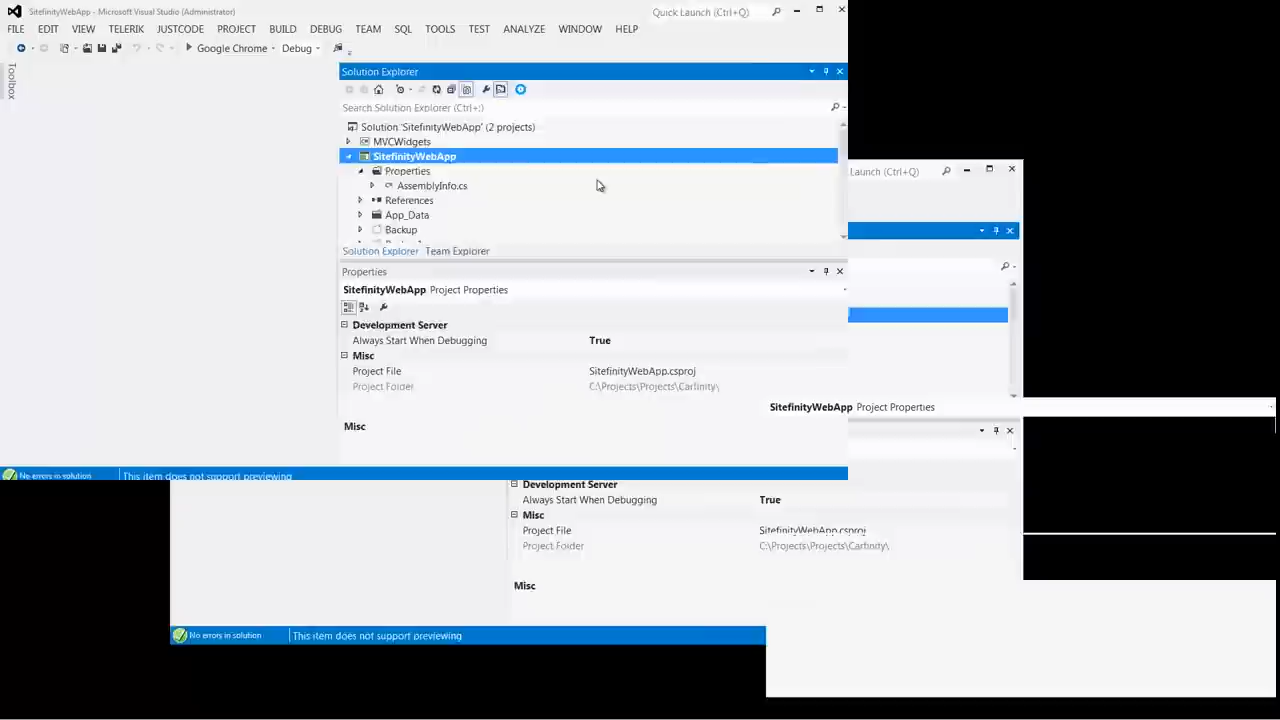 SitefinityWebApp - Microsoft Visual Studio (Administrator)
Quick Launch (Ctrl+Q)
FILE EDIT VIEW TELERIK JUSTCODE PROJECT BUILD DEBUG TEAM SQL TOOLS TEST ANALYZE WINDOW HELP
Google Chrome Debug
Toolbox
Solution Explorer
Search Solution Explorer (Ctrl+;)
Solution 'SitefinityWebApp' (2 projects)
MVCWidgets
SitefinityWebApp
Properties
AssemblyInfo.cs
References
App_Data
Backup
Solution Explorer Team Explorer
Properties
SitefinityWebApp Project Properties
Development Server
Always Start When Debugging True
Misc
Project File SitefinityWebApp.csproj
Project Folder C:\Projects\Projects\Carfinity\
Misc
No errors in solution This item does not support previewing
Launch (Ctrl+Q)
SitefinityWebApp Project Properties
Development Server
Always Start When Debugging True
Misc
Project File SitefinityWebApp.csproj
Project Folder C:\Projects\Projects\Carfinity\
Misc
No errors in solution This item does not support previewing